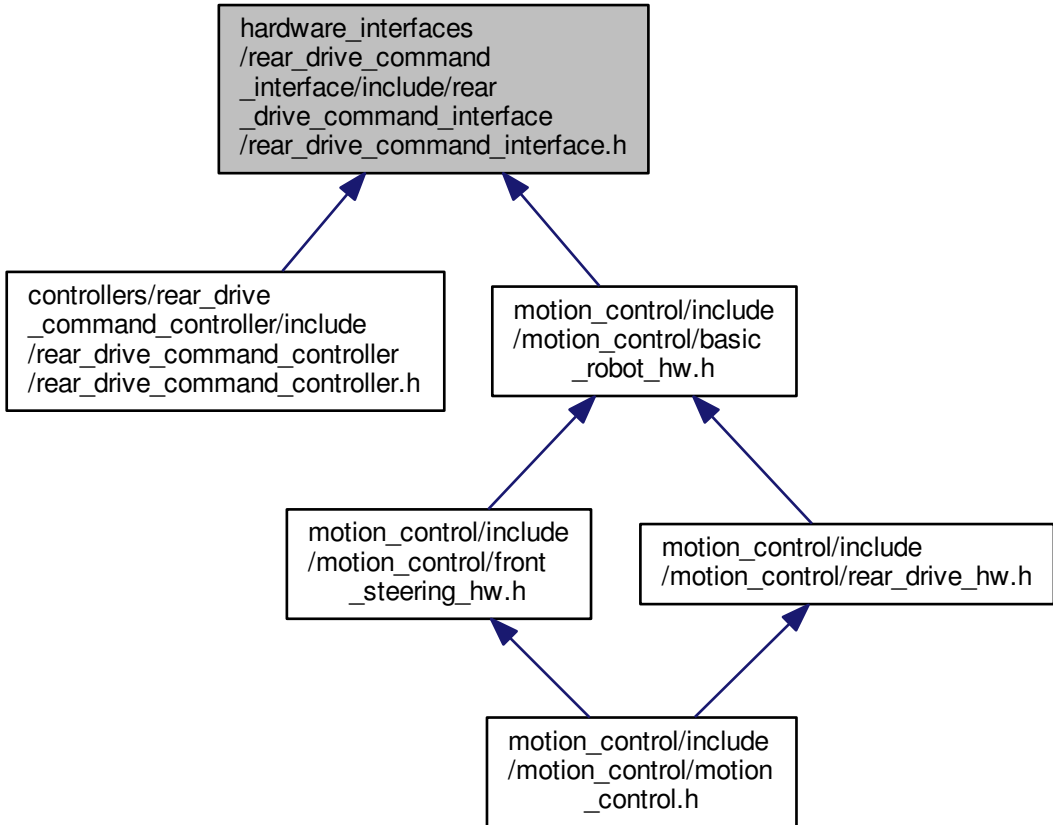 hardware_interfaces
/rear_drive_command
_interface/include/rear
_drive_command_interface
/rear_drive_command_interface.h
controllers/rear_drive
_command_controller/include
/rear_drive_command_controller
/rear_drive_command_controller.h
motion_control/include
/motion_control/basic
_robot_hw.h
motion_control/include
/motion_control/front
_steering_hw.h
motion_control/include
/motion_control/rear_drive_hw.h
motion_control/include
/motion_control/motion
_control.h